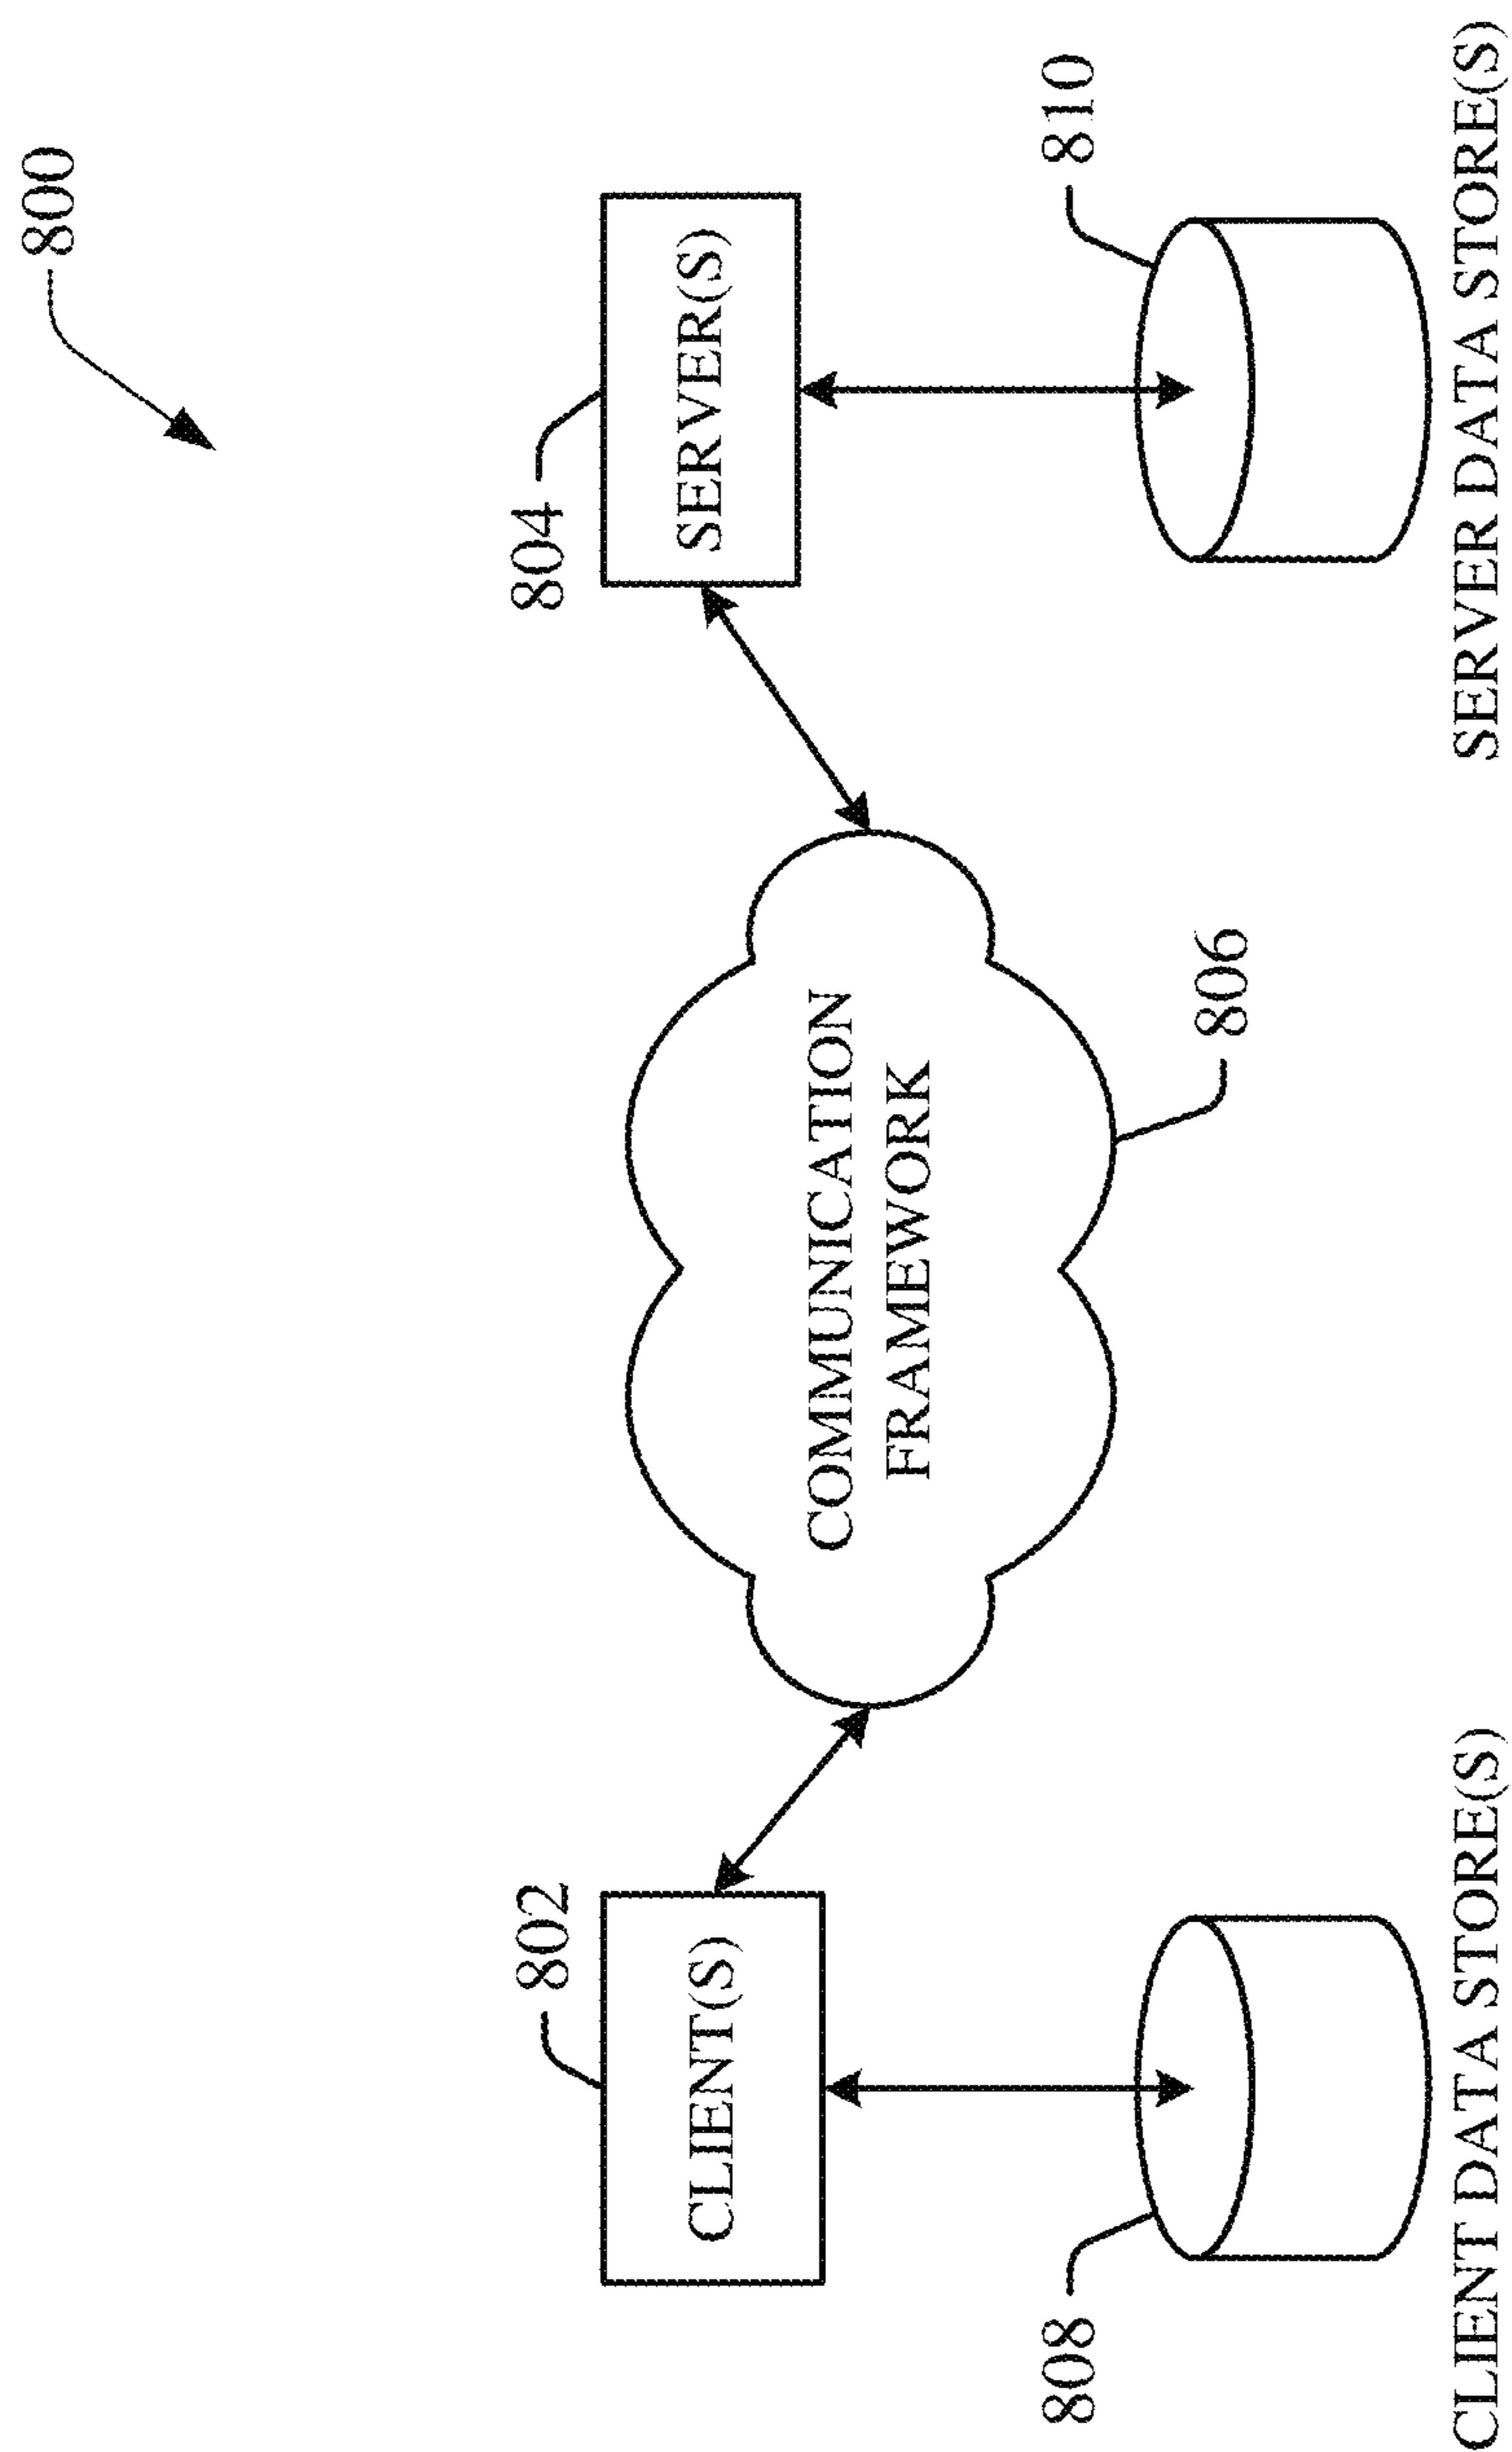 800
802
CLIENT(S)
804
SERVER(S)
COMMUNICATION
FRAMEWORK
806
808
810
CLIENT DATA STORE(S)
SERVER DATA STORE(S)